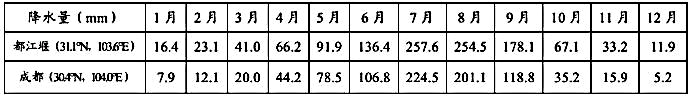 降水量（mm） 1月 2月 3月 4月 5月 6月 7月 8月 9月 10月 11月 12月
都江堰（31.1°N，103.6°E） 16.4 23.1 41.0 66.2 91.9 136.4 257.6 254.5 178.1 67.1 33.2 11.9
成都（30.4°N，104.0°E） 7.9 12.1 20.0 44.2 78.5 106.8 224.5 201.1 118.8 35.2 15.9 5.2